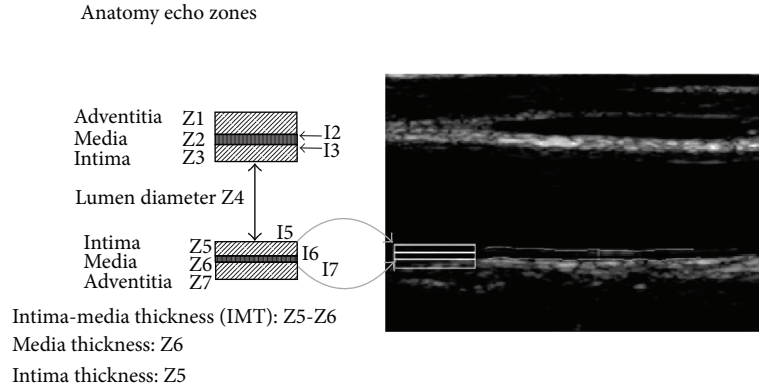 Anatomy echo zones
Adventitia Z1
Media Z2
Intima Z3
I2
I3
Lumen diameter Z4
I5
Intima Z5
Media Z6
Adventitia Z7
I6
I7
Intima-media thickness (IMT): Z5-Z6
Media thickness: Z6
Intima thickness: Z5